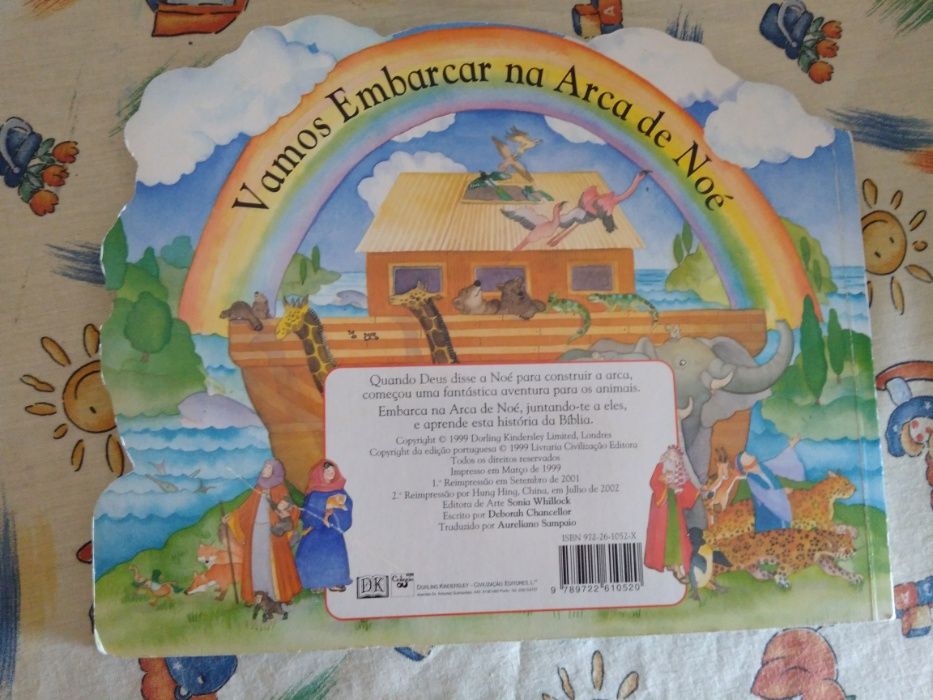 Vamos Embarcar na Arca de Noé
Quando Deus disse a Noé para construir a arca,
começou uma fantástica aventura para os animais.
Embarca na Arca de Noé, juntando-te a eles,
e aprende esta história da Bíblia.
Copyright © 1999 Dorling Kindersley Limited, Londres
Copyright da edição portuguesa © 1999 Livraria Civilização Editora
Todos os direitos reservados
Impresso em Março de 1999
1.ª Reimpressão em Setembro de 2001
2.ª Reimpressão por Hung Hing, China, em Julho de 2002
Editora de Arte Sonia Whillock
Escrito por Deborah Chancellor
Traduzido por Aureliano Sampaio
ISBN 972-26-1052-X
DK
DORLING KINDERSLEY - CIVILIZAÇÃO EDITORES, L.
9 789722 610520